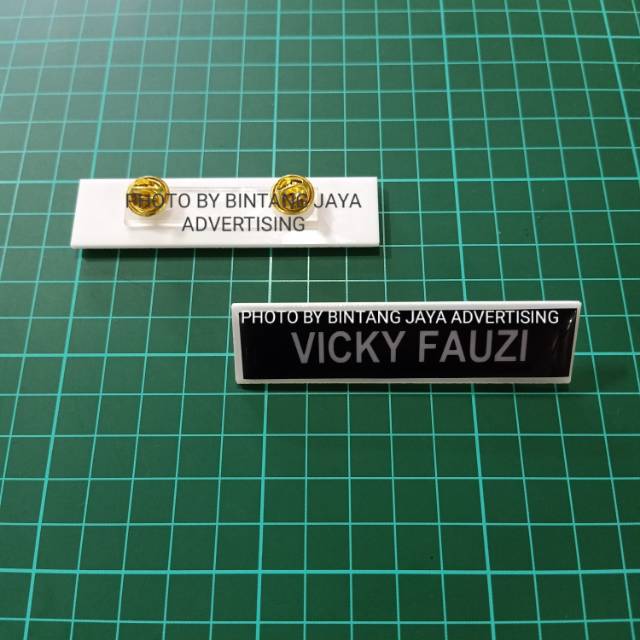 PHOTO BY BINTANG JAYA
ADVERTISING
PHOTO BY BINTANG JAYA ADVERTISING
VICKY FAUZI